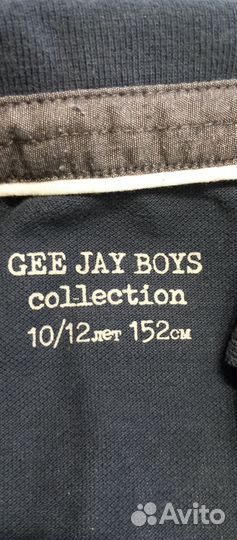 GEE JAY BOYS
collection
10/12лет 152см
Avito